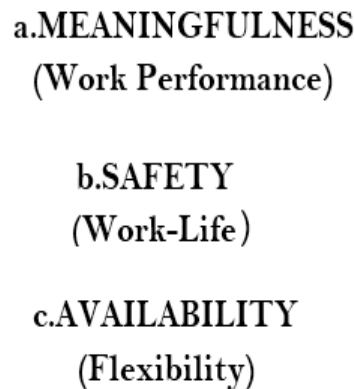 a.MEANINGFULNESS
(Work Performance)
b.SAFETY
(Work-Life)
c.AVAILABILITY
(Flexibility)